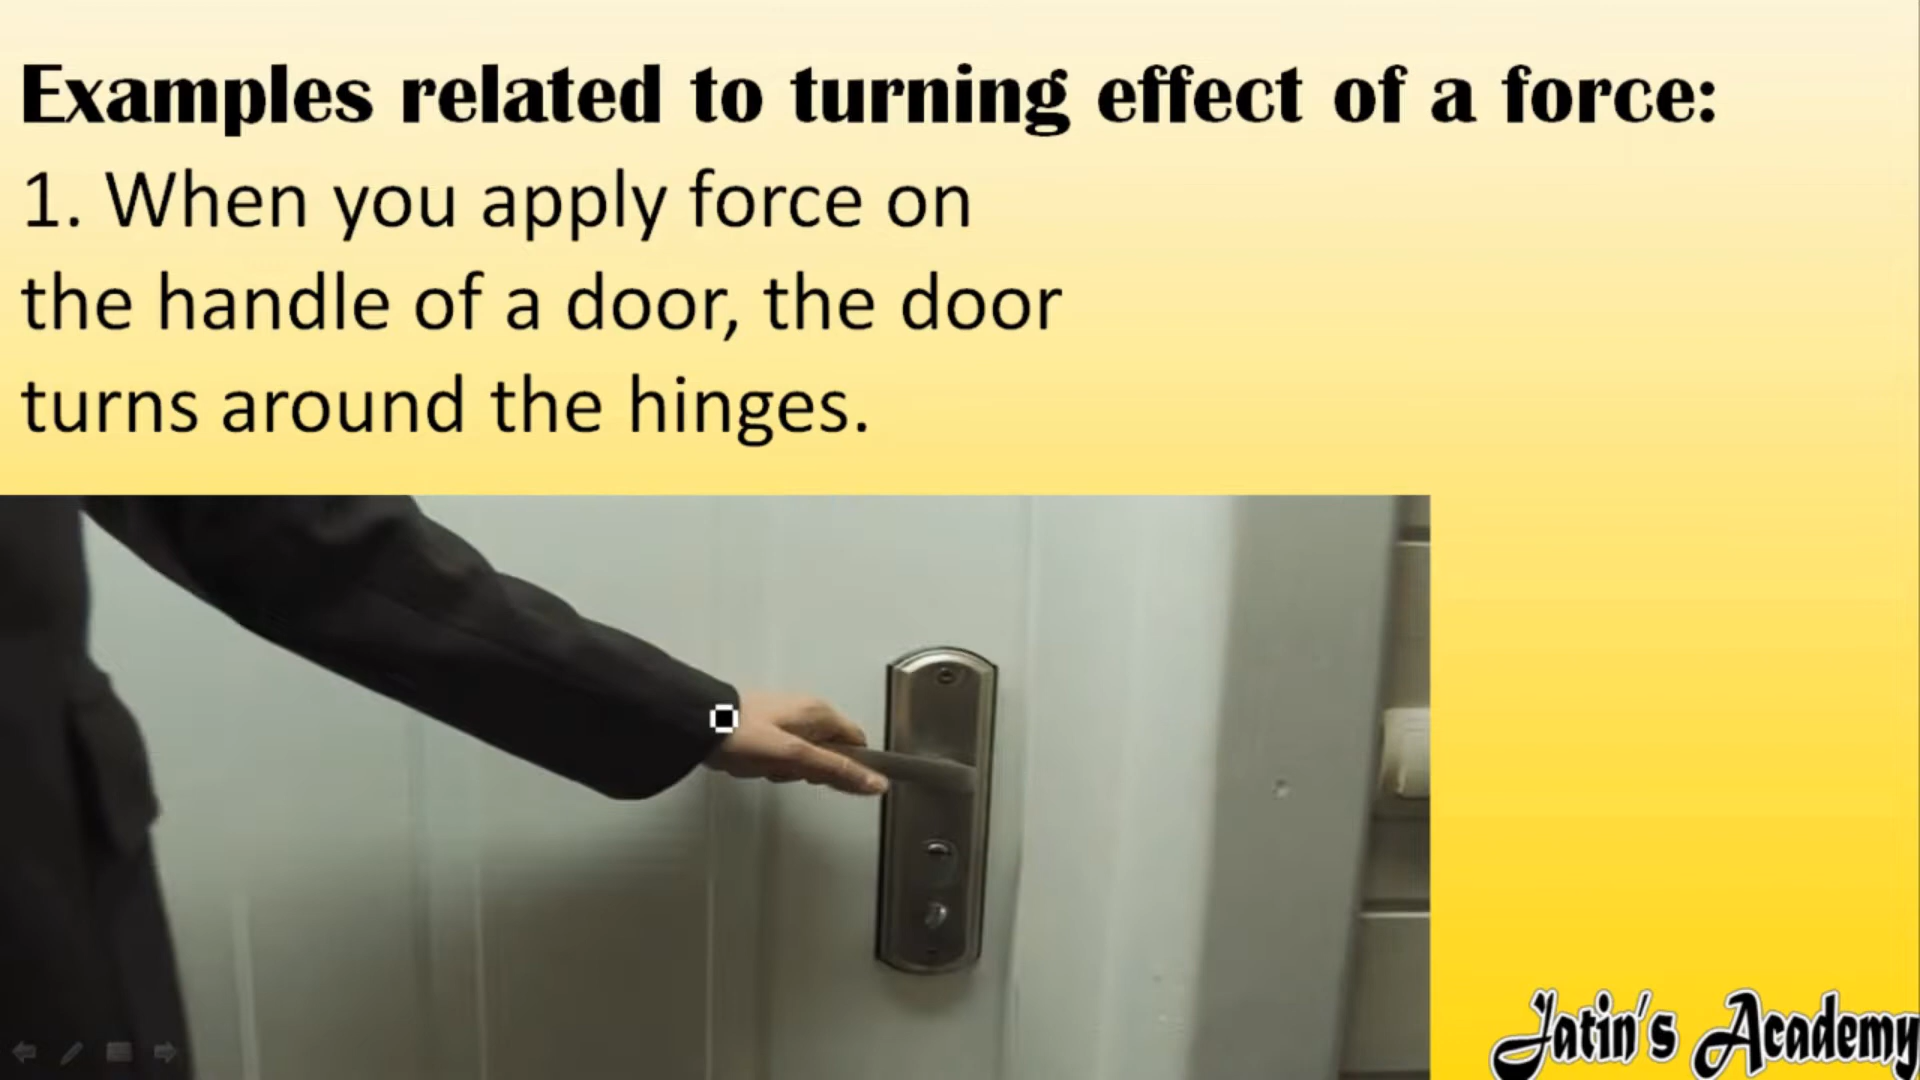 Examples related to turning effect of a force:
1. When you apply force on
the handle of a door, the door
turns around the hinges.
Jatin's Academy